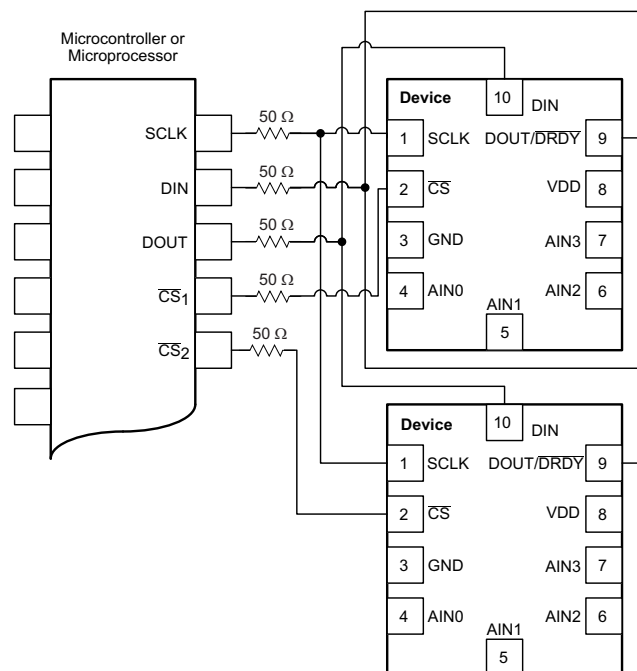 Microcontroller or
Microprocessor
SCLK
50 Ω
DIN
50 Ω
DOUT
50 Ω
CS1
50 Ω
CS2
50 Ω
Device
10
DIN
1
SCLK
DOUT/DRDY
9
2
CS
VDD
8
3
GND
AIN3
7
4
AIN0
AIN2
6
AIN1
5
Device
10
DIN
1
SCLK
DOUT/DRDY
9
2
CS
VDD
8
3
GND
AIN3
7
4
AIN0
AIN2
6
AIN1
5